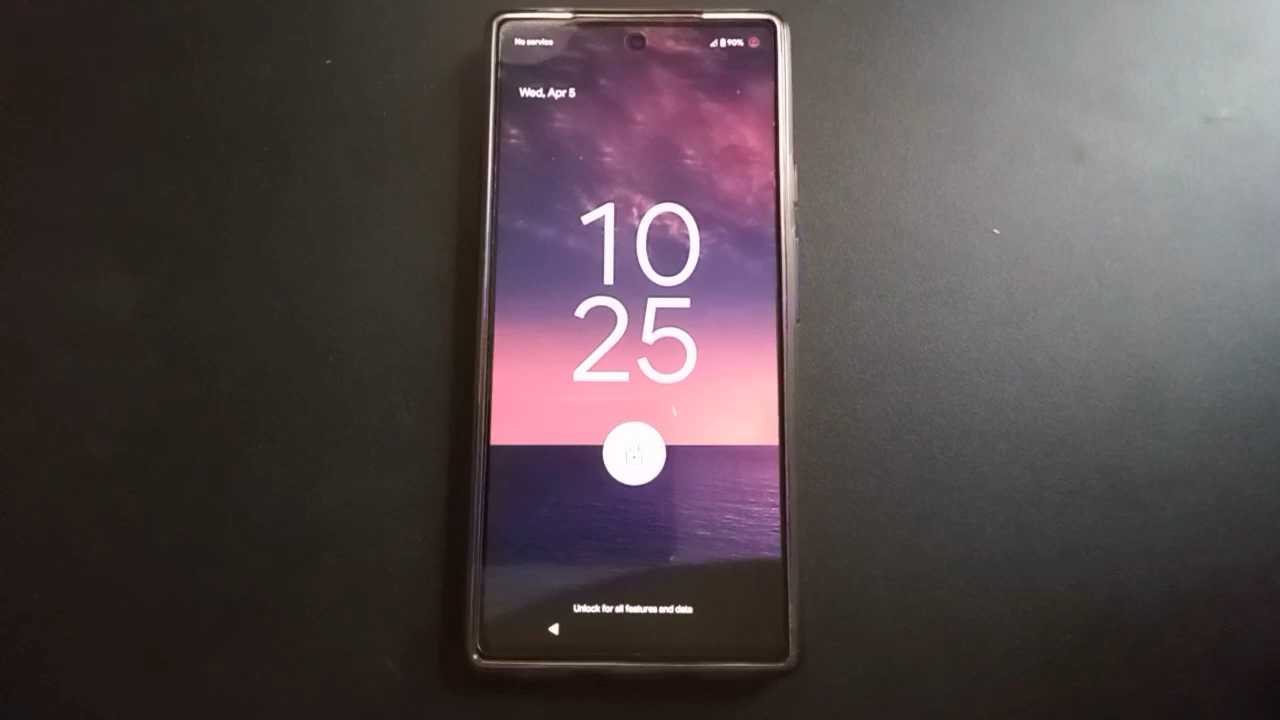 No service
90%
Wed, Apr 5
10
25
Unlock for all features and data